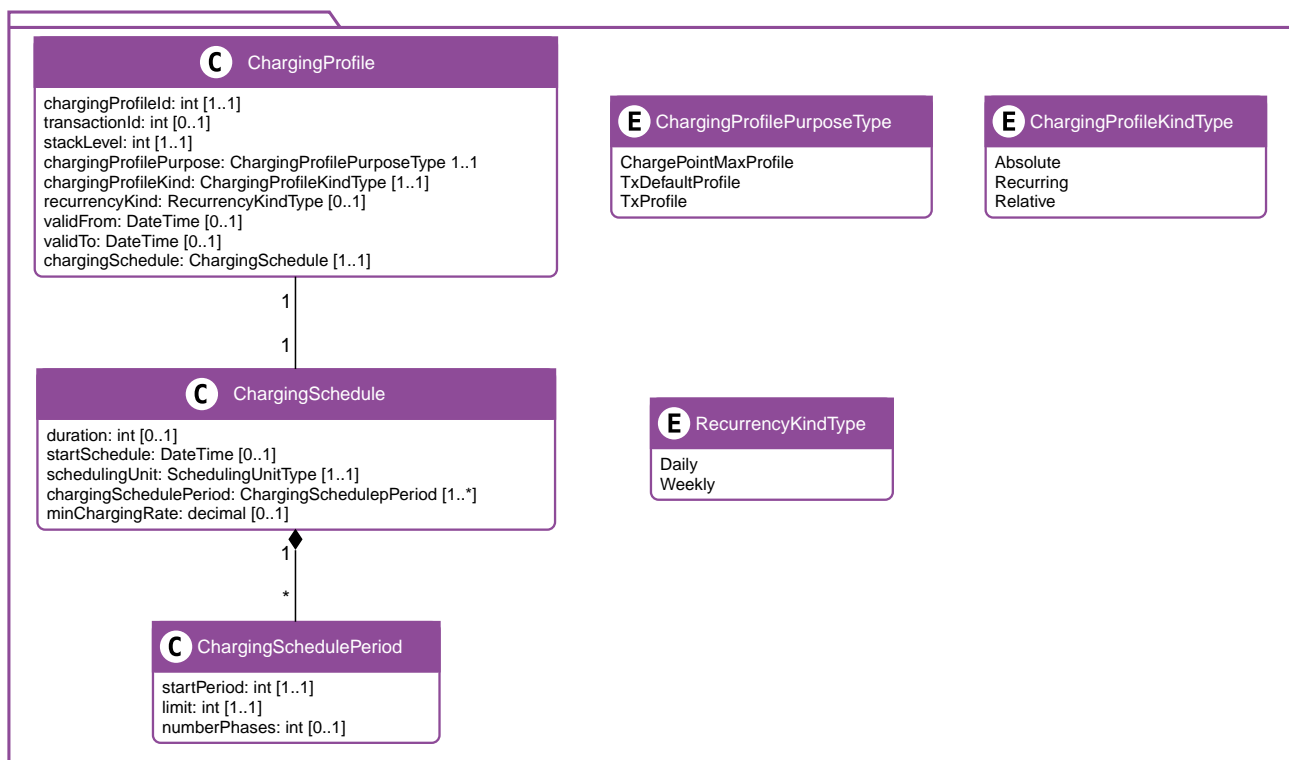 C ChargingProfile
chargingProfileId: int [1..1]
transactionId: int [0..1]
stackLevel: int [1..1]
chargingProfilePurpose: ChargingProfilePurposeType 1..1
chargingProfileKind: ChargingProfileKindType [1..1]
recurrencyKind: RecurrencyKindType [0..1]
validFrom: DateTime [0..1]
validTo: DateTime [0..1]
chargingSchedule: ChargingSchedule [1..1]
E ChargingProfilePurposeType
ChargePointMaxProfile
TxDefaultProfile
TxProfile
E ChargingProfileKindType
Absolute
Recurring
Relative
1
1
C ChargingSchedule
duration: int [0..1]
startSchedule: DateTime [0..1]
schedulingUnit: SchedulingUnitType [1..1]
chargingSchedulePeriod: ChargingSchedulepPeriod [1..*]
minChargingRate: decimal [0..1]
E RecurrencyKindType
Daily
Weekly
1
*
C ChargingSchedulePeriod
startPeriod: int [1..1]
limit: int [1..1]
numberPhases: int [0..1]